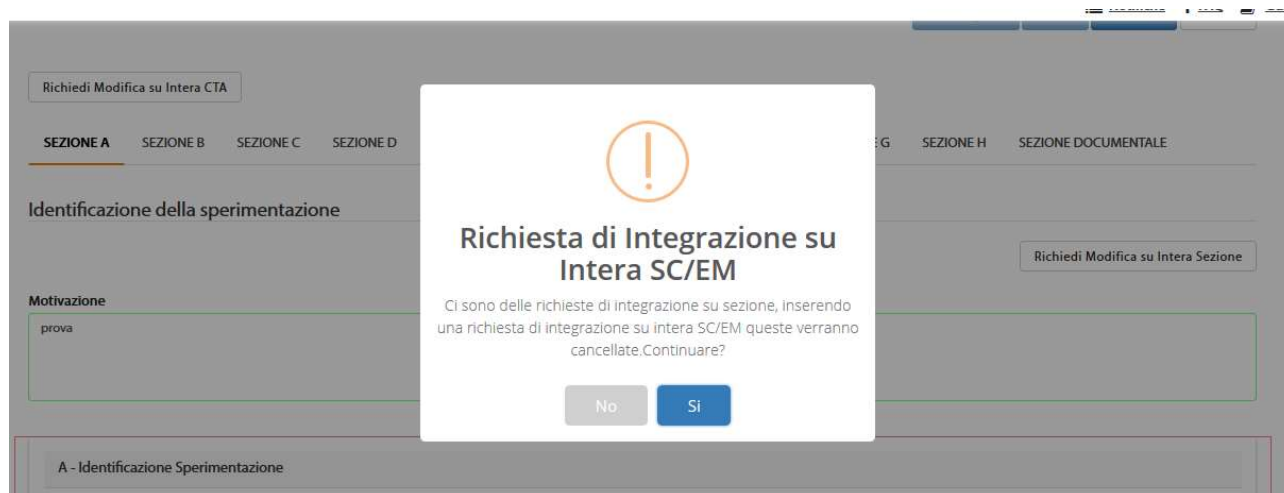 Richiedi Modifica su Intera CTA
SEZIONE A SEZIONE B SEZIONE C SEZIONE D G SEZIONE H SEZIONE DOCUMENTALE
Identificazione della sperimentazione
Richiesta di Integrazione su
Intera SC/EM
Richiedi Modifica su Intera Sezione
Motivazione
prova
Ci sono delle richieste di integrazione su sezione, inserendo
una richiesta di integrazione su intera SC/EM queste verranno
cancellate.Continuare?
No Si
A - Identificazione Sperimentazione